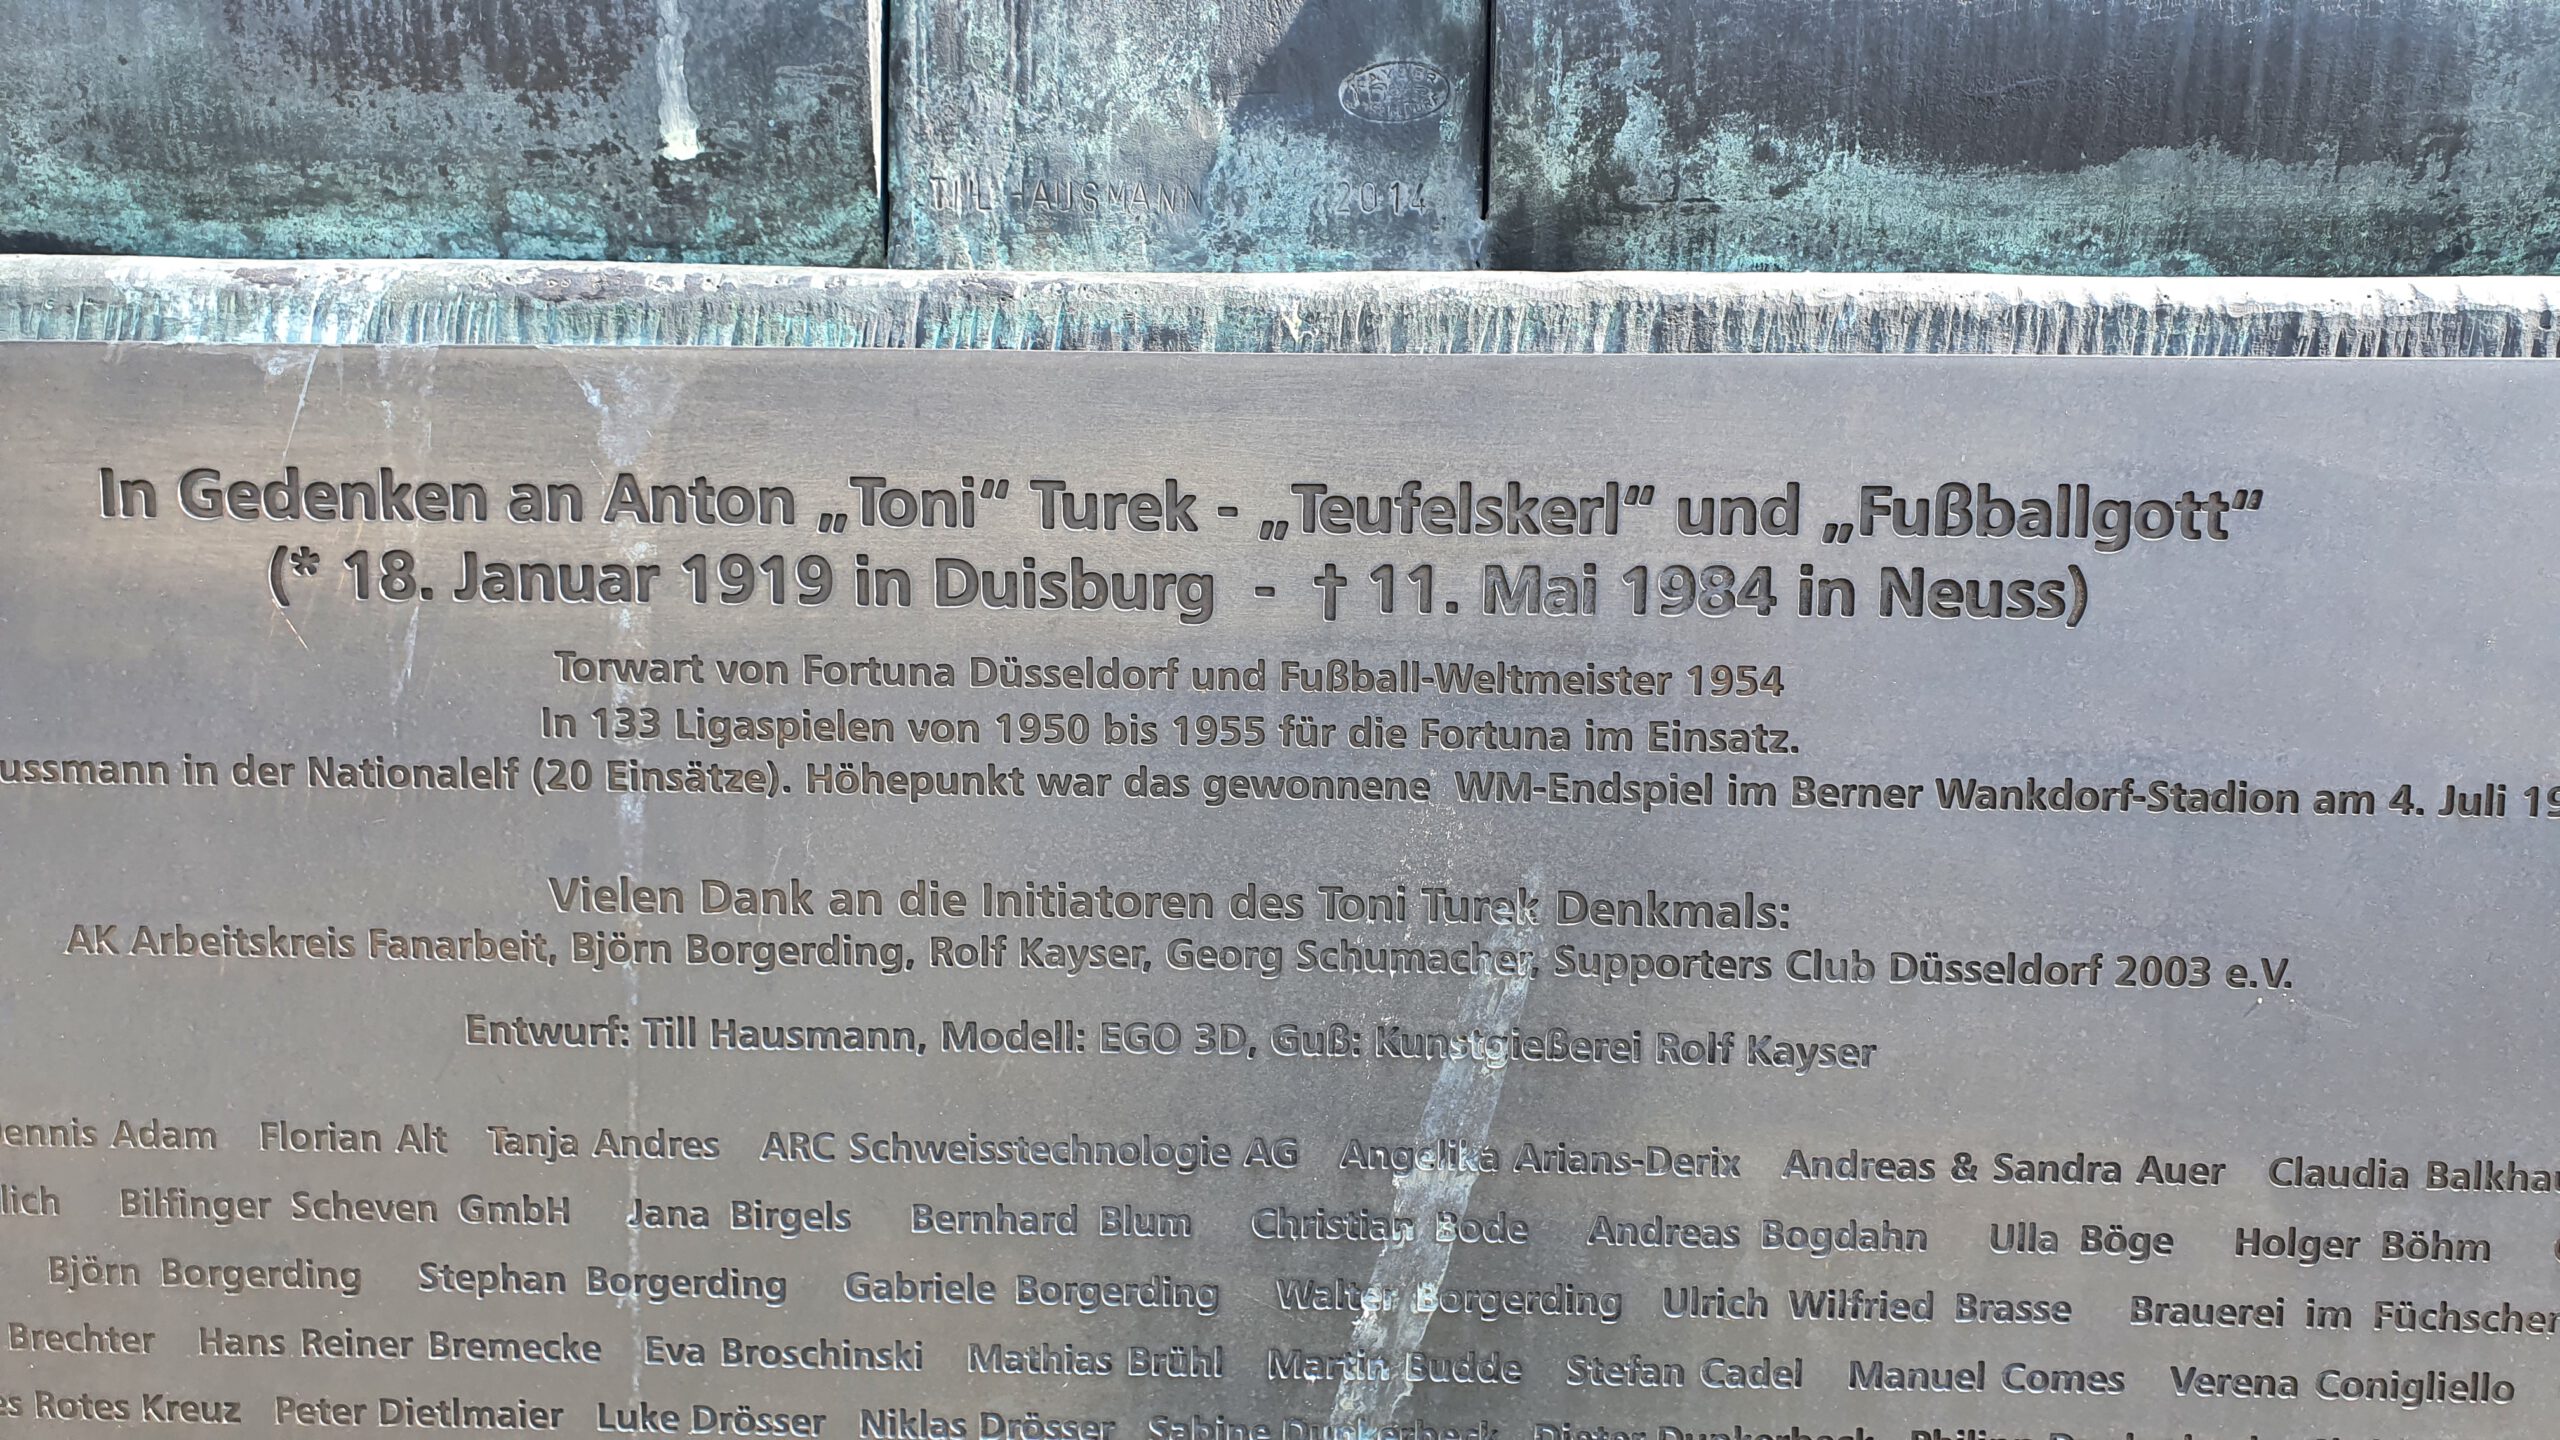 KAYSER
TILL HAUSMANN 2014
In Gedenken an Anton „Toni“ Turek - „Teufelskerl“ und „Fußballgott“
(* 18. Januar 1919 in Duisburg - † 11. Mai 1984 in Neuss)
Torwart von Fortuna Düsseldorf und Fußball-Weltmeister 1954
In 133 Ligaspielen von 1950 bis 1955 für die Fortuna im Einsatz.
ussmann in der Nationalelf (20 Einsätze). Höhepunkt war das gewonnene WM-Endspiel im Berner Wankdorf-Stadion am 4. Juli 19
Vielen Dank an die Initiatoren des Toni Turek Denkmals:
AK Arbeitskreis Fanarbeit, Björn Borgerding, Rolf Kayser, Georg Schumacher, Supporters Club Düsseldorf 2003 e.V.
Entwurf: Till Hausmann, Modell: EGO 3D, Guß: Kunstgießerei Rolf Kayser
ennis Adam Florian Alt Tanja Andres ARC Schweisstechnologie AG Angelika Arians-Derix Andreas & Sandra Auer Claudia Balkhau
lich Bilfinger Scheven GmbH Jana Birgels Bernhard Blum Christian Bode Andreas Bogdahn Ulla Böge Holger Böhm
Björn Borgerding Stephan Borgerding Gabriele Borgerding Walter Borgerding Ulrich Wilfried Brasse Brauerei im Füchschen
Brechter Hans Reiner Bremecke Eva Broschinski Mathias Brühl Martin Budde Stefan Cadel Manuel Comes Verena Conigliello
es Rotes Kreuz Peter Dietlmaier Luke Drösser Niklas Drösser Sabine Dunkerbeck Dieter Dunkerbeck